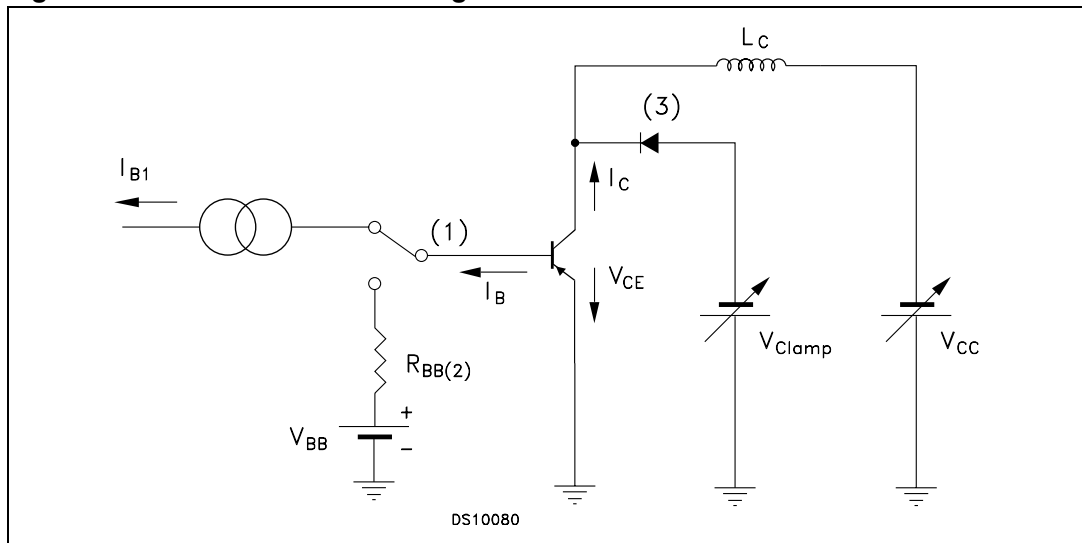 L_C
(3)
I_B1
I_C
(1)
I_B
V_CE
V_Clamp
V_CC
R_BB(2)
+
V_BB
−
DS10080